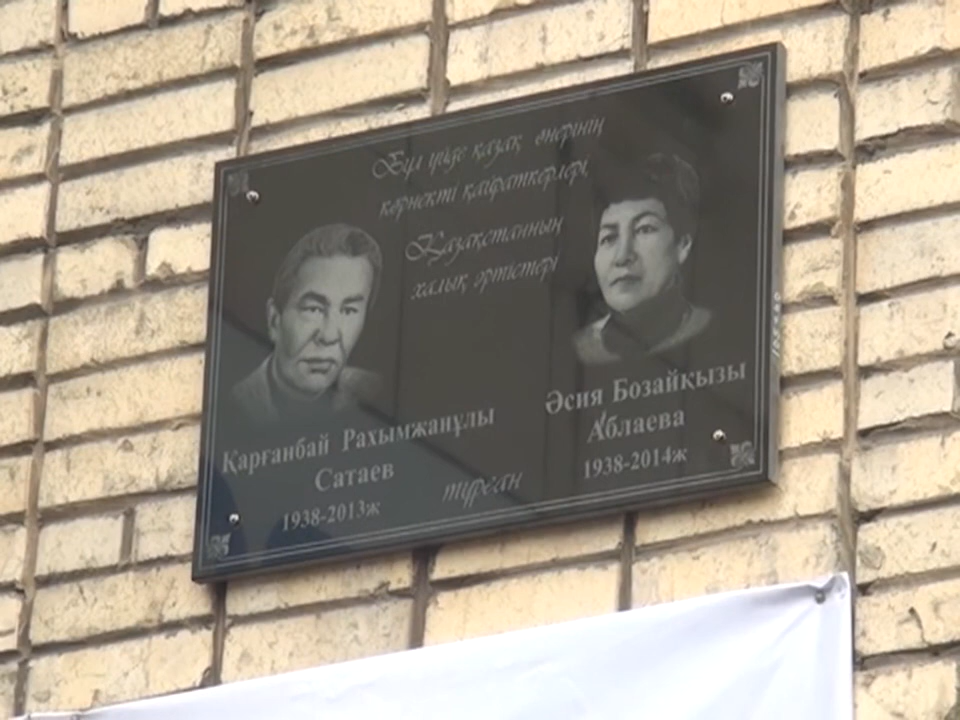 Бұл үйде қазақ өнерінің
көрнекті қайраткерлері,
Қазақстанның
халық әртістері
Қарғанбай Рахымжанұлы
Сатаев
1938-2013ж
Әсия Бозайқызы
Аблаева
1938-2014ж
тұрған